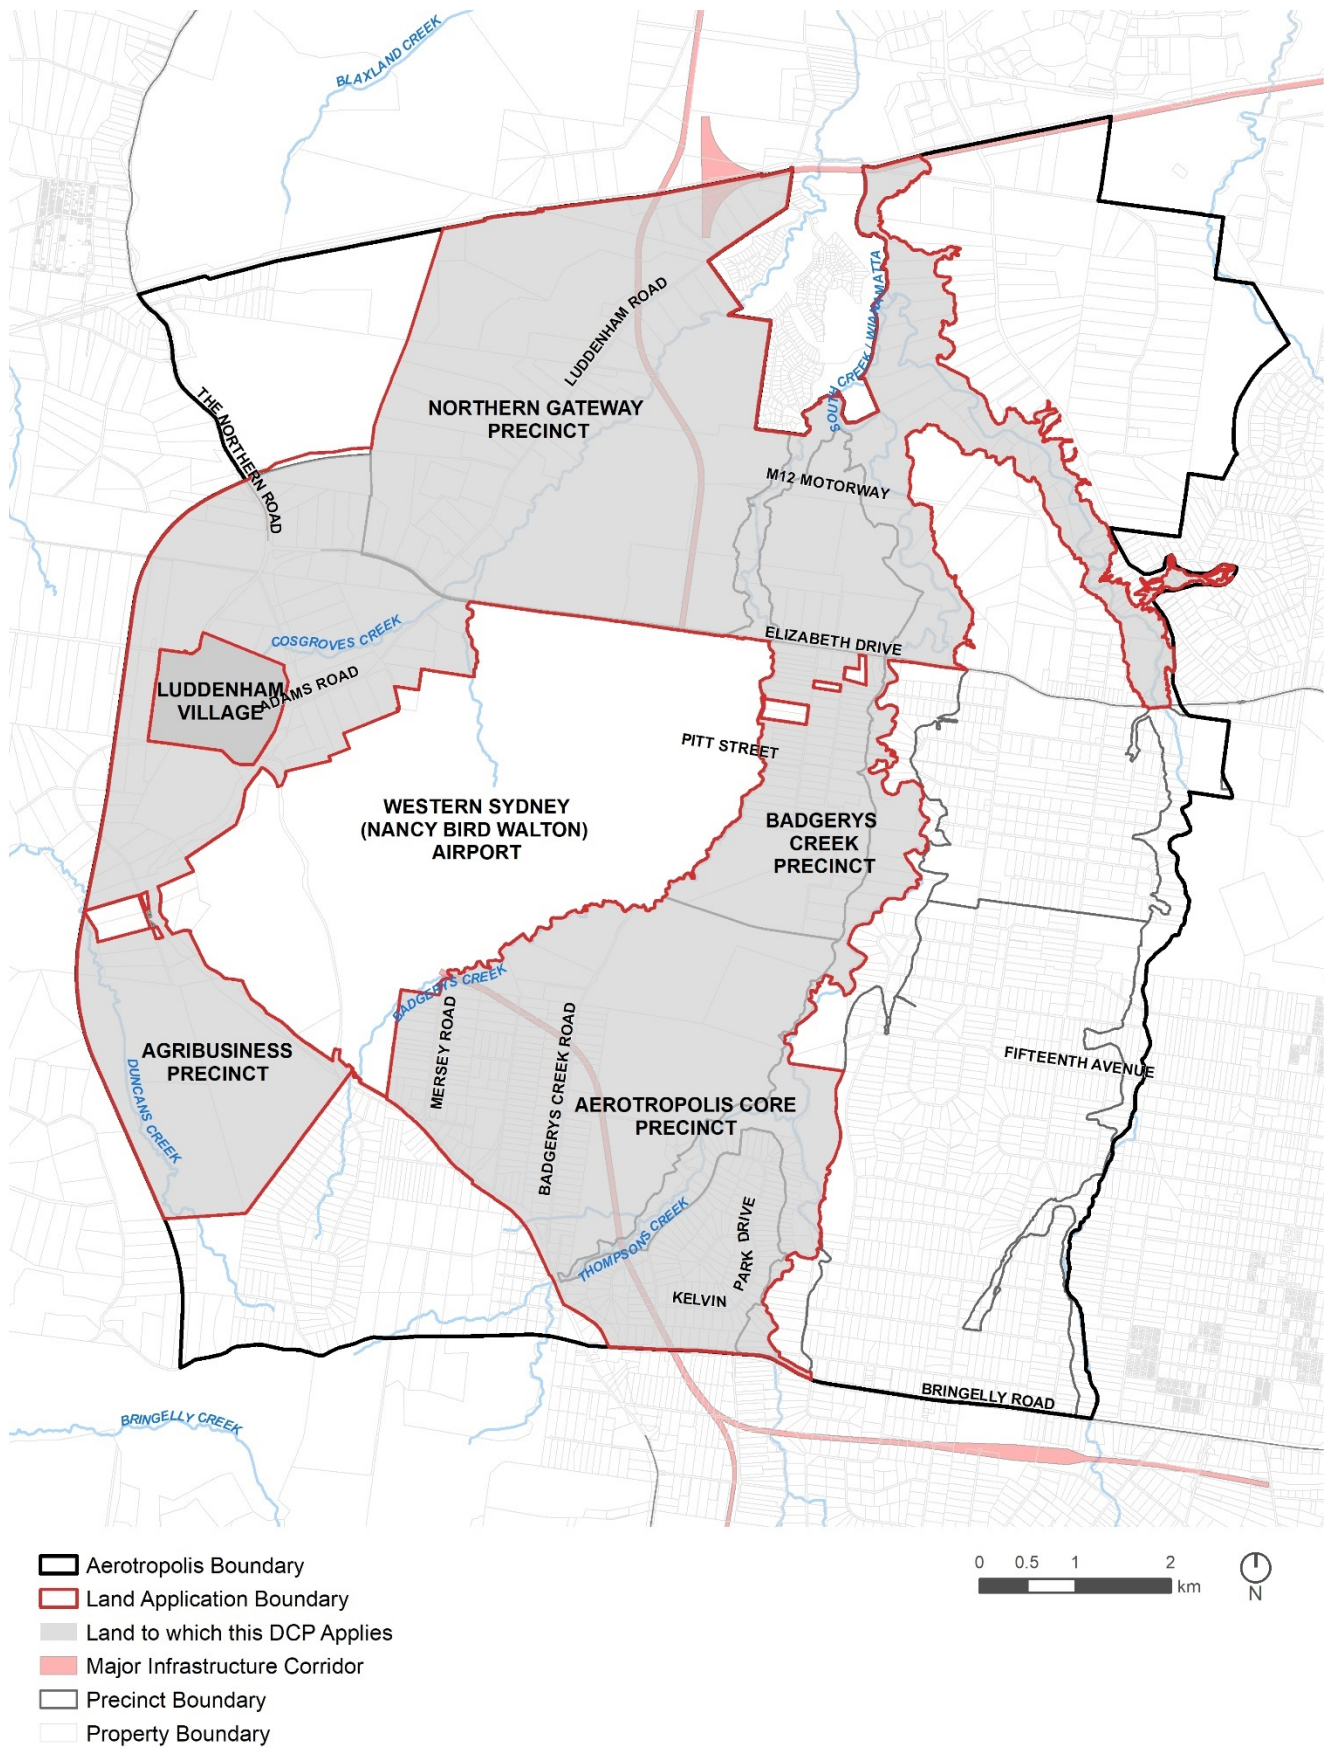 BLAXLAND CREEK
SOUTH CREEK / WIANAMATTA
LUDDENHAM ROAD
THE NORTHERN ROAD
NORTHERN GATEWAY
PRECINCT
M12 MOTORWAY
COSGROVES CREEK
ELIZABETH DRIVE
LUDDENHAM
VILLAGE
ADAMS ROAD
PITT STREET
WESTERN SYDNEY
(NANCY BIRD WALTON)
AIRPORT
BADGERYS
CREEK
PRECINCT
BADGERYS CREEK
MERSEY ROAD
BADGERYS CREEK ROAD
AGRIBUSINESS
PRECINCT
DUNCANS CREEK
FIFTEENTH AVENUE
AEROTROPOLIS CORE
PRECINCT
THOMPSONS CREEK
KELVIN
PARK DRIVE
BRINGELLY ROAD
BRINGELLY CREEK
Aerotropolis Boundary
Land Application Boundary
Land to which this DCP Applies
Major Infrastructure Corridor
Precinct Boundary
Property Boundary
0 0.5 1 2
km
N